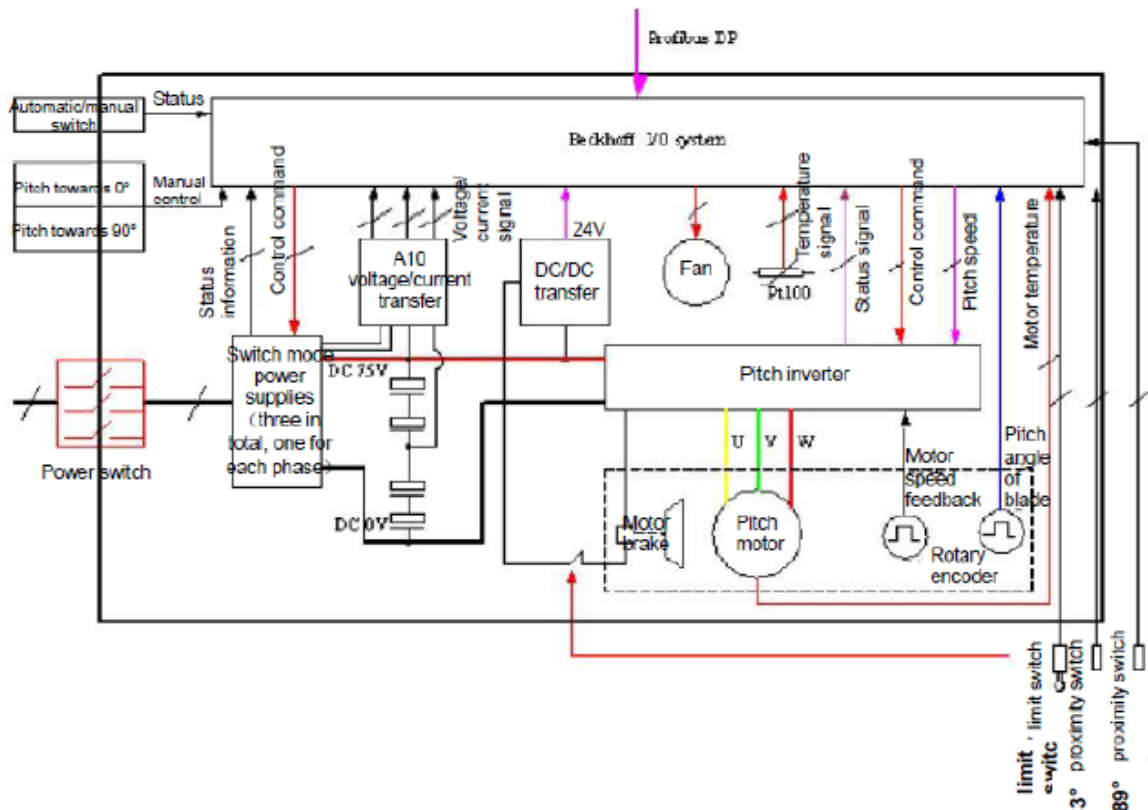 Profibus DP
Automatic/manual
switch
Status
Beckhoff I/O system
Pitch towards 0°
Pitch towards 90°
Manual
control
Status
information
Control command
A10
voltage/current
transfer
Voltage/
current
signal
24V
DC/DC
transfer
Fan
Temperature
signal
Pt100
Status signal
Control command
Pitch speed
Motor temperature
Switch mode
power
supplies
(three in
total, one for
each phase)
DC 75V
DC 0V
Power switch
Pitch inverter
U
V
W
Motor
speed
feedback
Pitch
angle
of
blade
Motor
brake
Pitch
motor
Rotary
encoder
limit
switc
limit switch
3° proximity switch
89° proximity switch